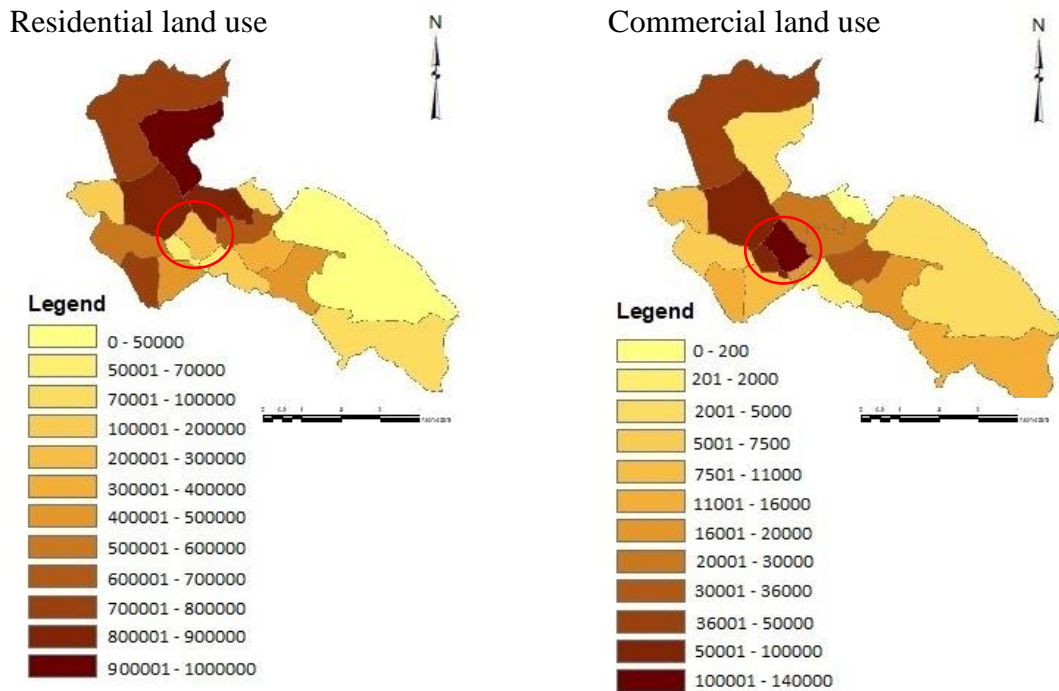 Residential land use
N
Legend
0 - 50000
50001 - 70000
70001 - 100000
100001 - 200000
200001 - 300000
300001 - 400000
400001 - 500000
500001 - 600000
600001 - 700000
700001 - 800000
800001 - 900000
900001 - 1000000
Commercial land use
N
Legend
0 - 200
201 - 2000
2001 - 5000
5001 - 7500
7501 - 11000
11001 - 16000
16001 - 20000
20001 - 30000
30001 - 36000
36001 - 50000
50001 - 100000
100001 - 140000